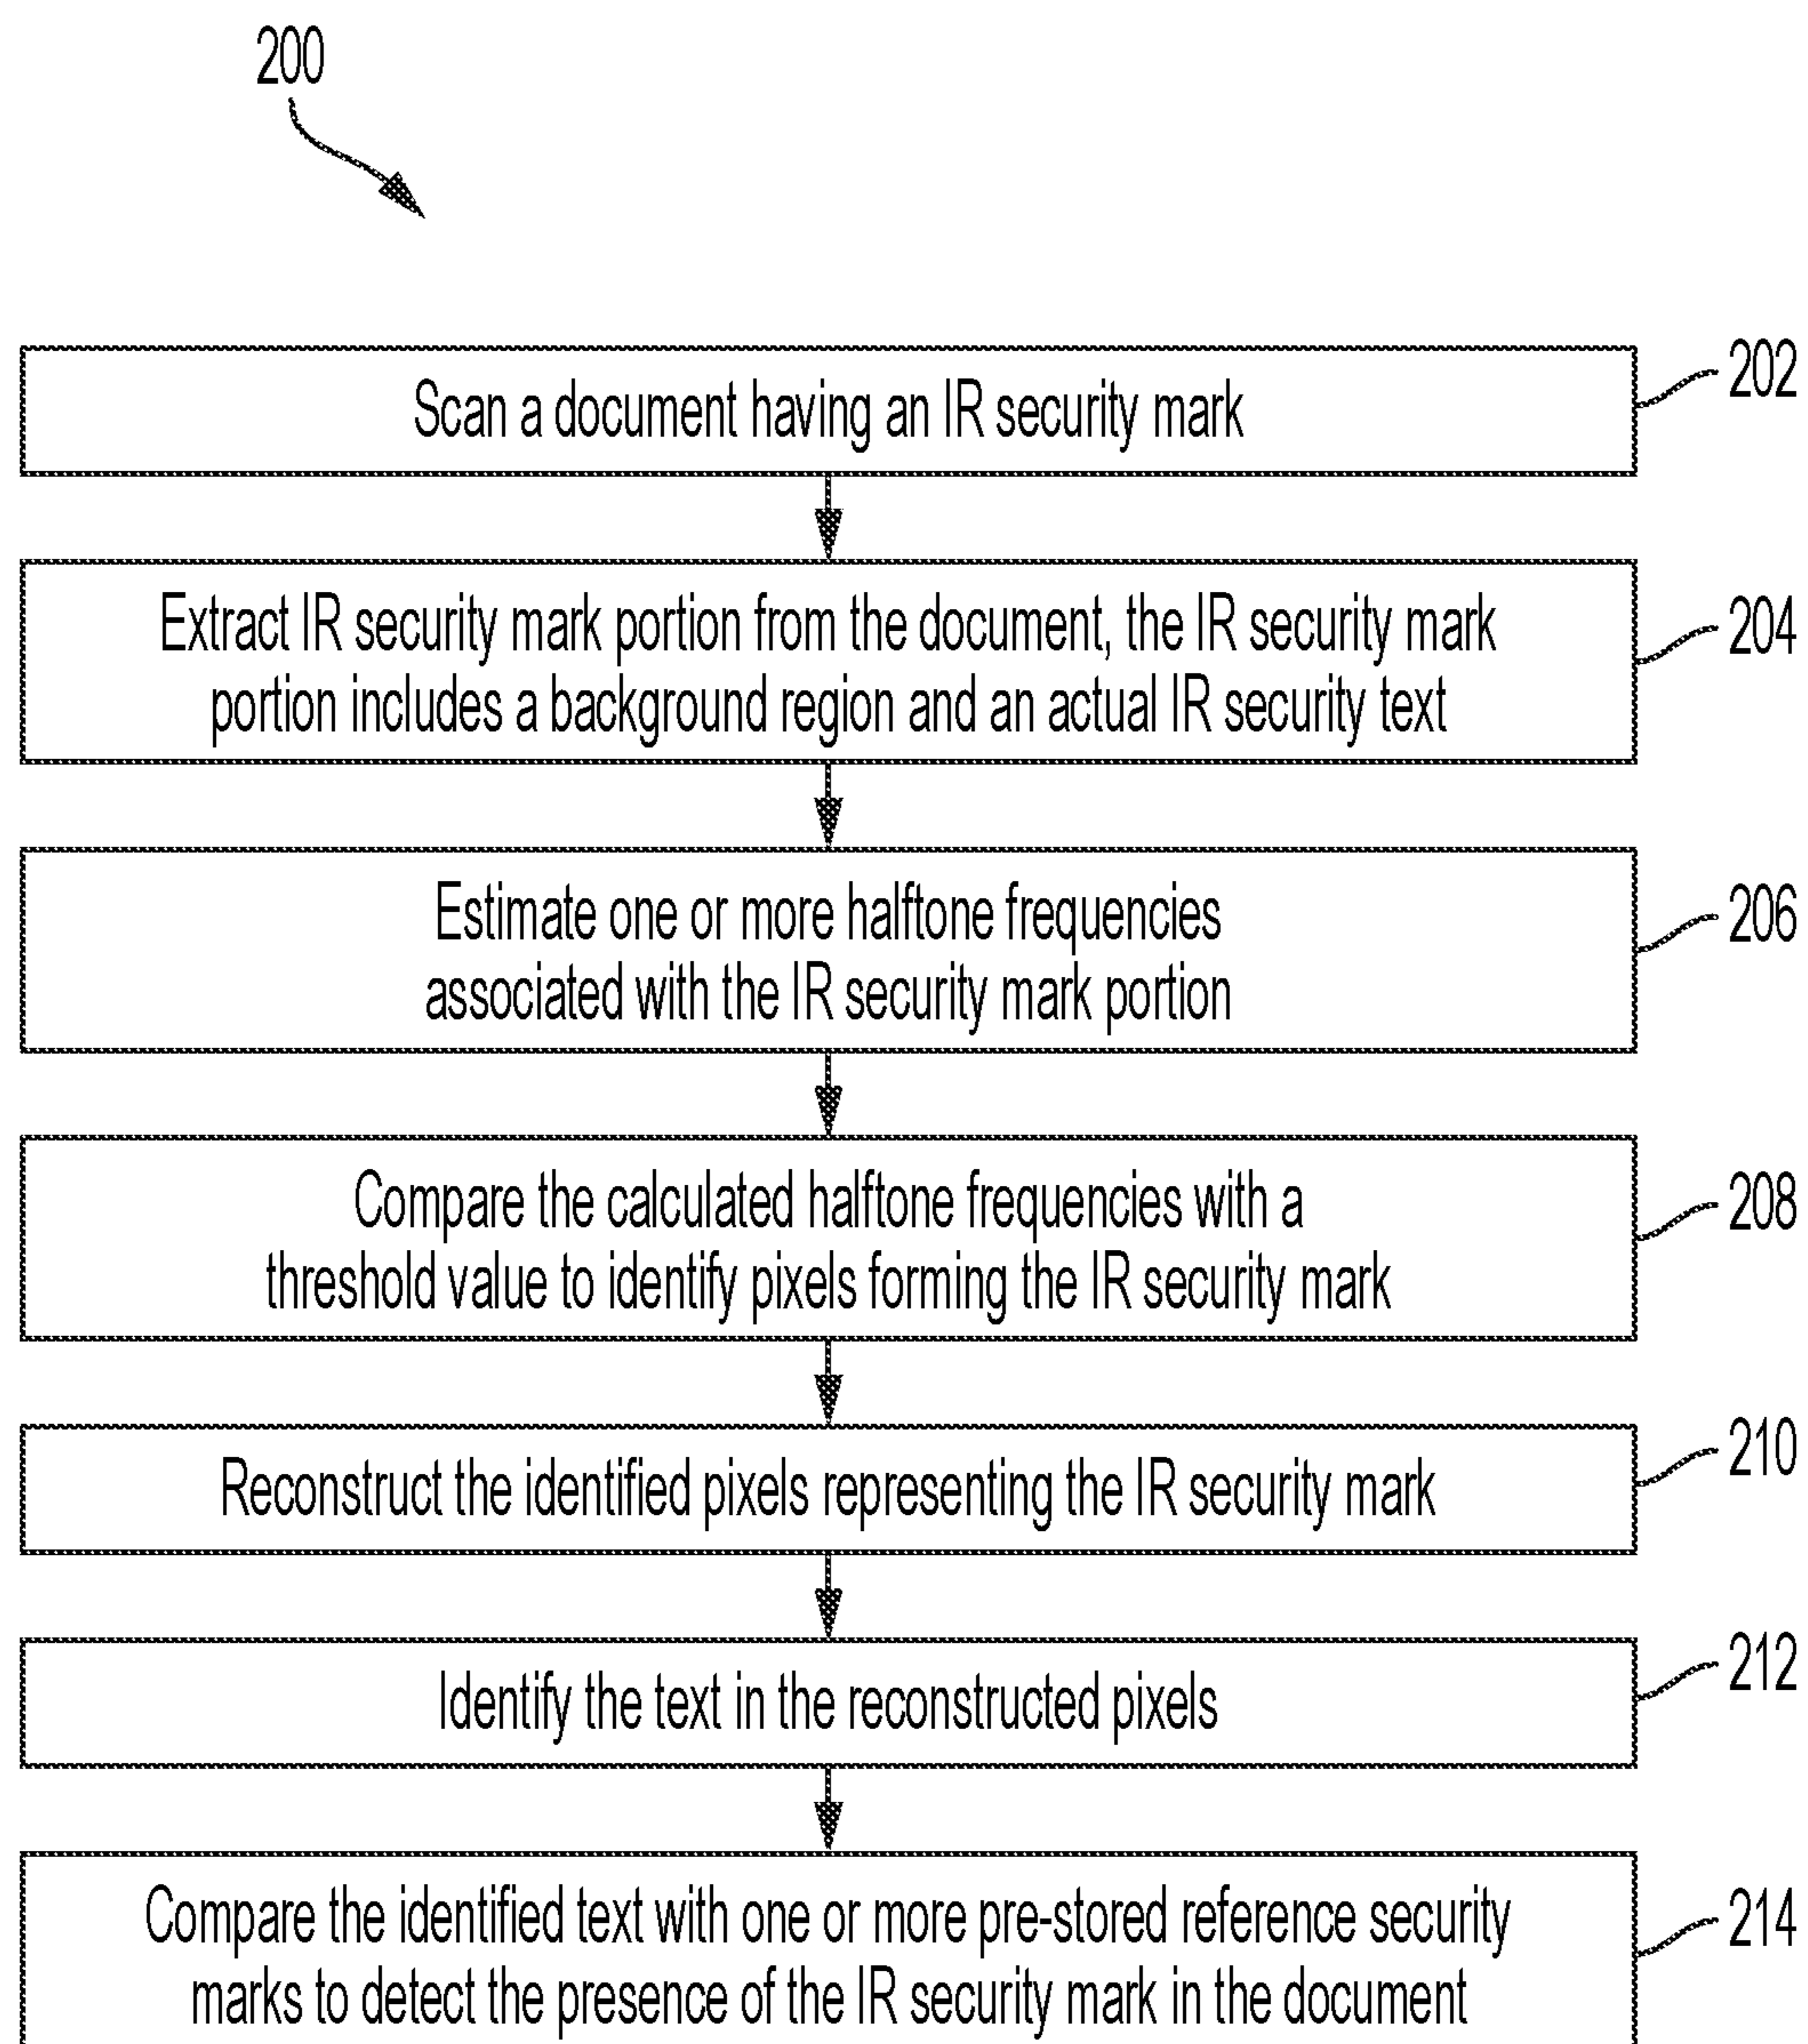 200
Scan a document having an IR security mark
202
Extract IR security mark portion from the document, the IR security mark
portion includes a background region and an actual IR security text
204
Estimate one or more halftone frequencies
associated with the IR security mark portion
206
Compare the calculated halftone frequencies with a
threshold value to identify pixels forming the IR security mark
208
Reconstruct the identified pixels representing the IR security mark
210
Identify the text in the reconstructed pixels
212
Compare the identified text with one or more pre-stored reference security
marks to detect the presence of the IR security mark in the document
214